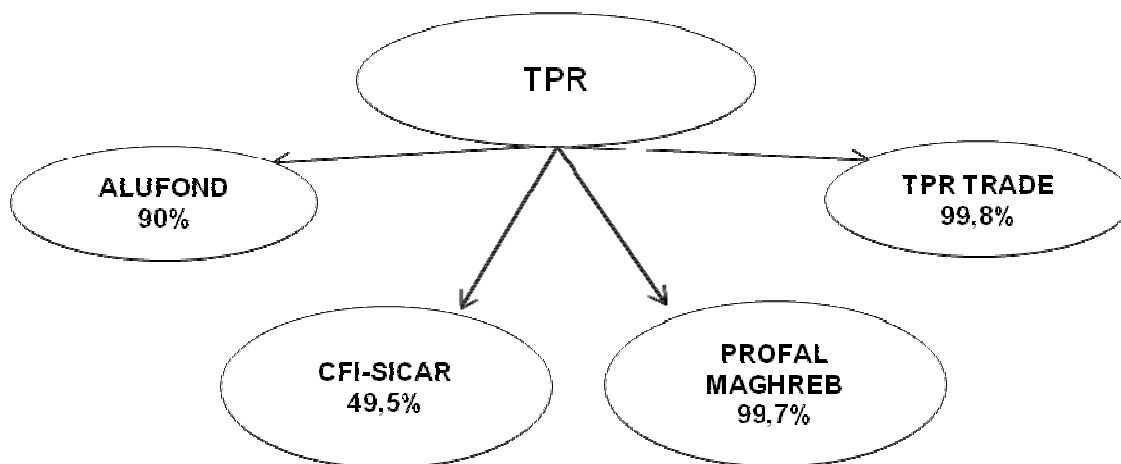 TPR
ALUFOND
90%
TPR TRADE
99,8%
CFI-SICAR
49,5%
PROFAL
MAGHREB
99,7%